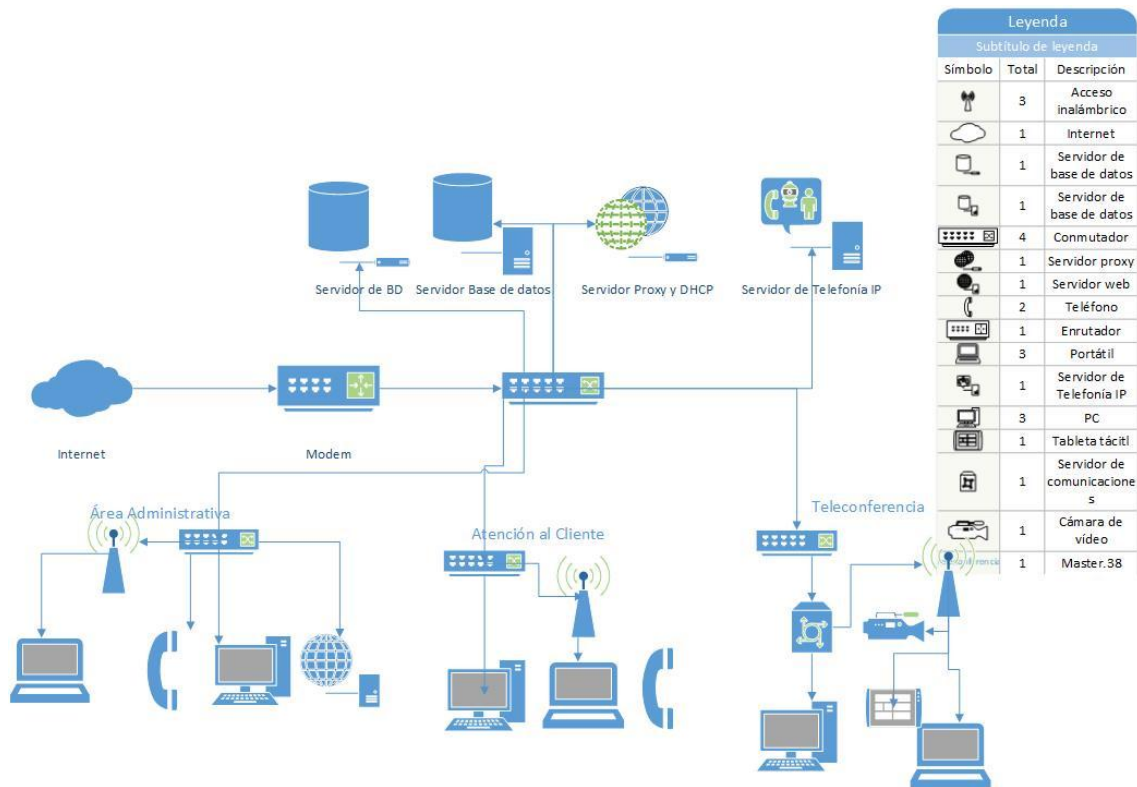 Leyenda
Subtítulo de leyenda
Símbolo Total Descripción
3 Acceso
inalámbrico
1 Internet
1 Servidor de
base de datos
1 Servidor de
base de datos
4 Conmutador
1 Servidor proxy
1 Servidor web
2 Teléfono
1 Enrutador
3 Portátil
1 Servidor de
Telefonía IP
3 PC
1 Tableta tácitl
1 Servidor de
comunicacione
s
1 Cámara de
vídeo
1 Master.38
Servidor de BD
Servidor Base de datos
Servidor Proxy y DHCP
Servidor de Telefonía IP
Internet
Modem
Área Administrativa
Atención al Cliente
Teleconferencia